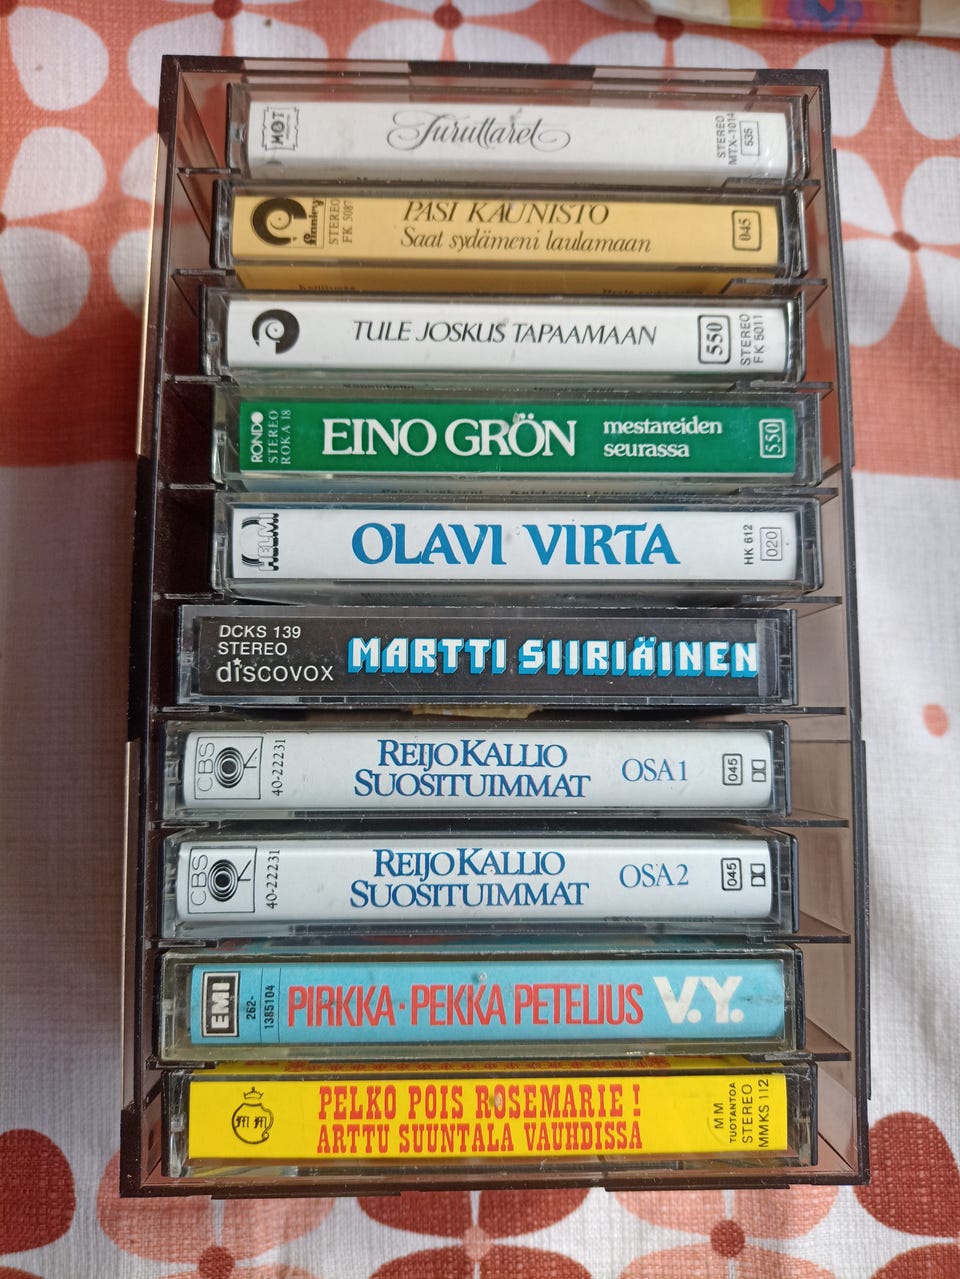 MOT
Turuttaret
STEREO
MTX-1014
535
finnlevy
STEREO
FK 5087
PASI KAUNISTO
Saat sydämeni laulamaan
045
TULE JOSKUS TAPAAMAAN
550
STEREO
FK 5011
RONDO
STEREO
ROKA 18
EINO GRÖN
mestareiden
seurassa
550
HELMI
OLAVI VIRTA
HK 612
020
DCKS 139
STEREO
discovox
MARTTI SIIRIÄINEN
CBS
40-22231
REIJO KALLIO
SUOSITUIMMAT
OSA 1
045
CBS
40-22231
REIJO KALLIO
SUOSITUIMMAT
OSA 2
045
EMI
262-
1385104
PIRKKA-PEKKA PETELIUS
V.Y.
MM
PELKO POIS ROSEMARIE!
ARTTU SUUNTALA VAUHDISSA
MM
TUOTANTOA
STEREO
MMKS 112